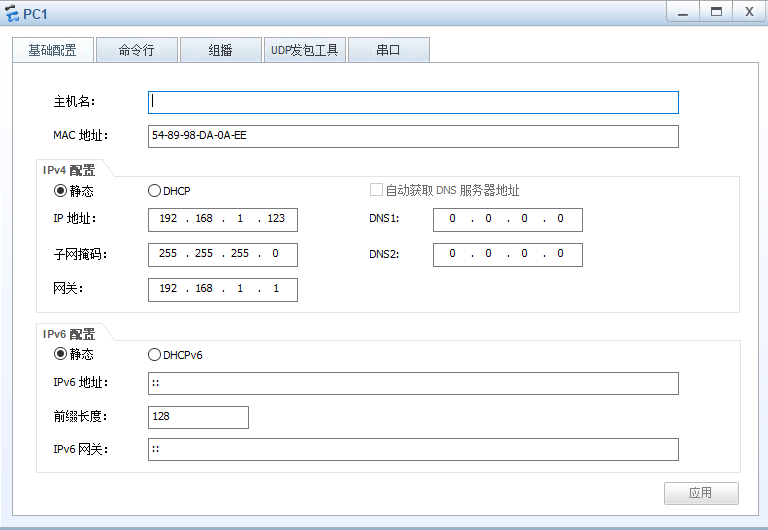 PC1
基础配置 命令行 组播 UDP发包工具 串口
主机名：
MAC 地址： 54-89-98-DA-0A-EE
IPv4 配置
静态 DHCP 自动获取 DNS 服务器地址
IP 地址： 192 . 168 . 1 . 123 DNS1: 0 . 0 . 0 . 0
子网掩码： 255 . 255 . 255 . 0 DNS2: 0 . 0 . 0 . 0
网关： 192 . 168 . 1 . 1
IPv6 配置
静态 DHCPv6
IPv6 地址： ::
前缀长度： 128
IPv6 网关： ::
应用